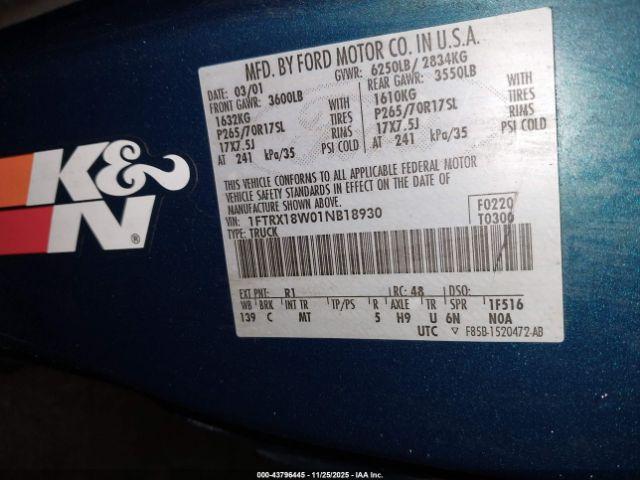 K&N
MFD. BY FORD MOTOR CO. IN U.S.A.
DATE: 03/01 GVWR: 6250LB/ 2834KG
FRONT GAWR: 3600LB REAR GAWR: 3550LB
1632KG WITH 1610KG WITH
P265/70R17SL TIRES P265/70R17SL TIRES
17X7.5J RIMS 17X7.5J RIMS
AT 241 kPa/35 PSI COLD AT 241 kPa/35 PSI COLD
THIS VEHICLE CONFORMS TO ALL APPLICABLE FEDERAL MOTOR
VEHICLE SAFETY STANDARDS IN EFFECT ON THE DATE OF
MANUFACTURE SHOWN ABOVE.
VIN: 1FTRX18W01NB18930 F0220
TYPE: TRUCK T0300
EXT PNT: R1 RC: 48 DSO:
WB BRK INT TR TP/PS R AXLE TR SPR 1F516
139 C MT 5 H9 U 6N N0A
UTC F85B-1520472-AB
000-43796445 - 11/25/2025 - IAA Inc.